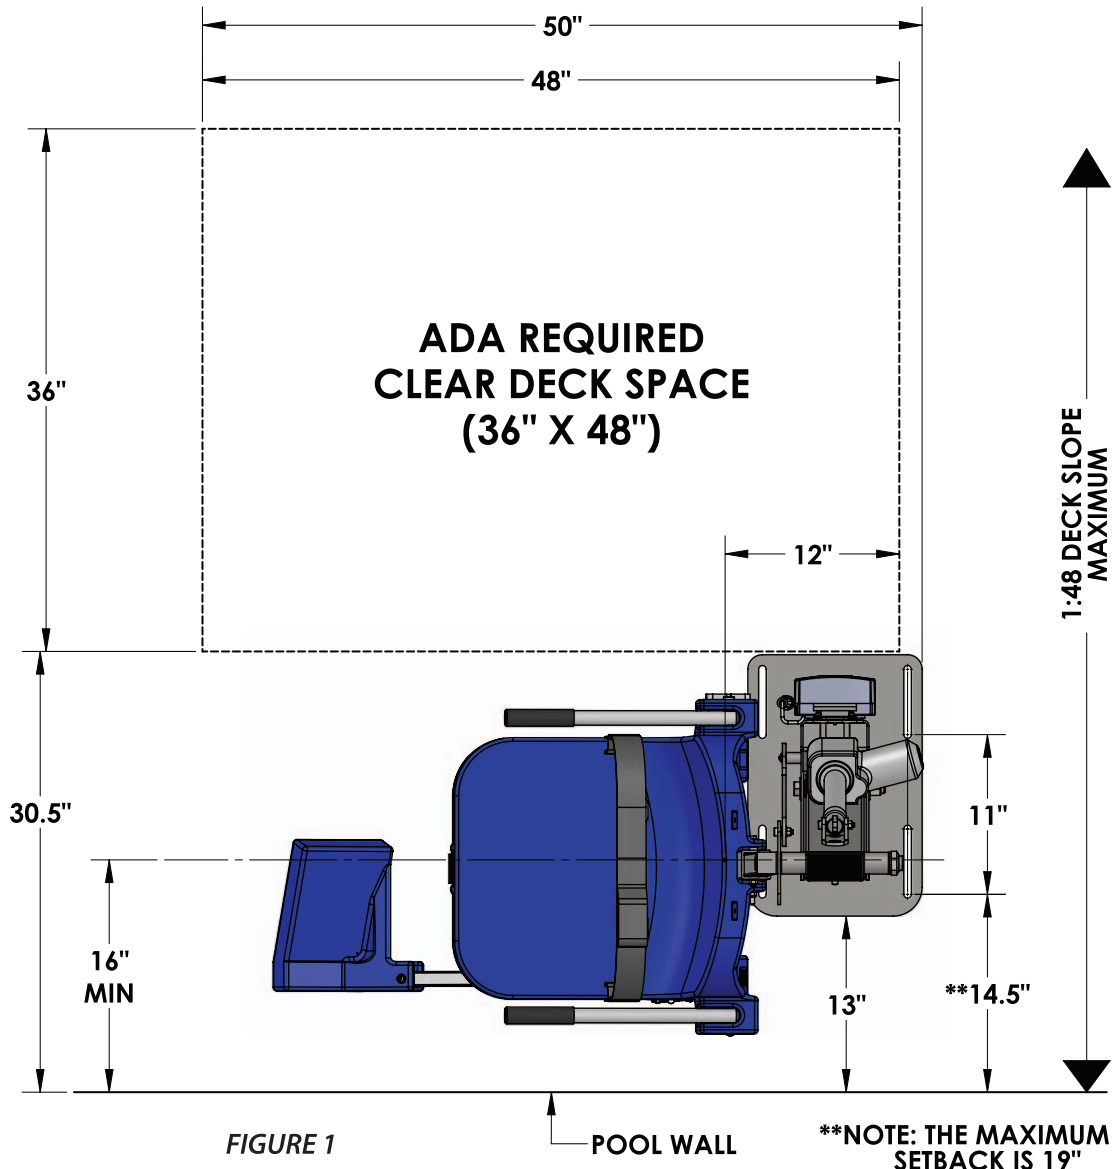 50"
48"
ADA REQUIRED
CLEAR DECK SPACE
(36" X 48")
36"
1:48 DECK SLOPE
MAXIMUM
12"
30.5"
11"
16"
MIN
13"
**14.5"
FIGURE 1
POOL WALL
**NOTE: THE MAXIMUM
SETBACK IS 19"